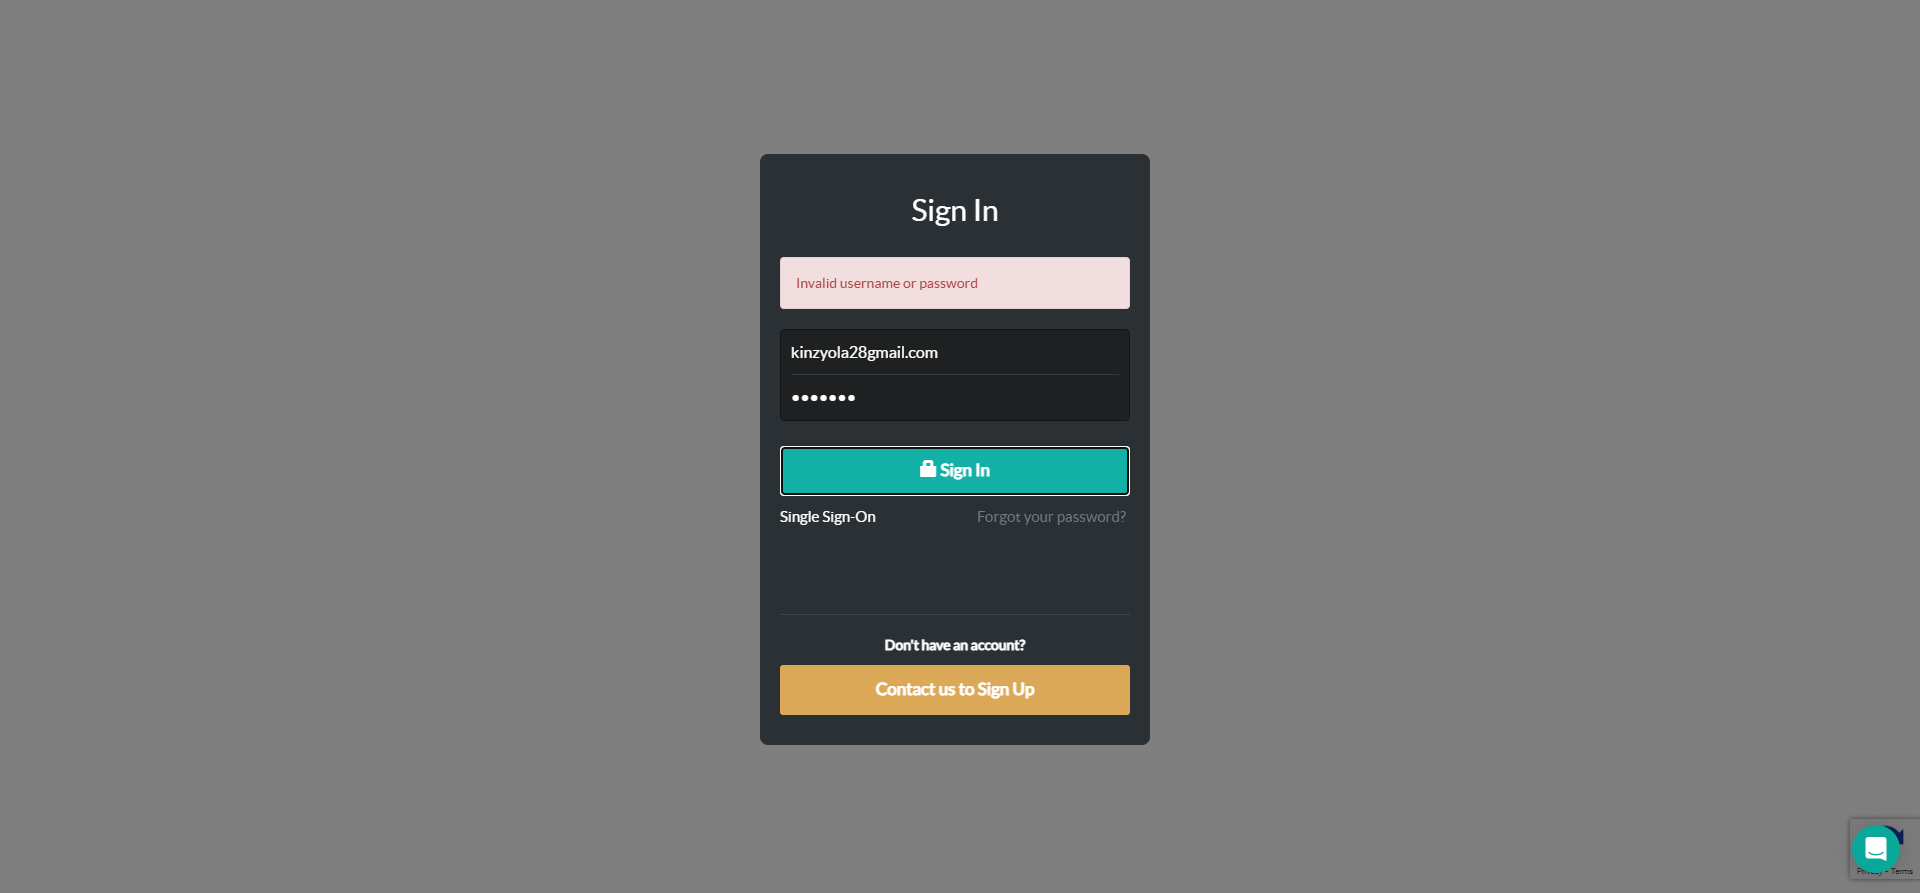 Sign In
Invalid username or password
kinzyola28gmail.com
•••••••
Sign In
Single Sign-On
Forgot your password?
Don't have an account?
Contact us to Sign Up
Terms